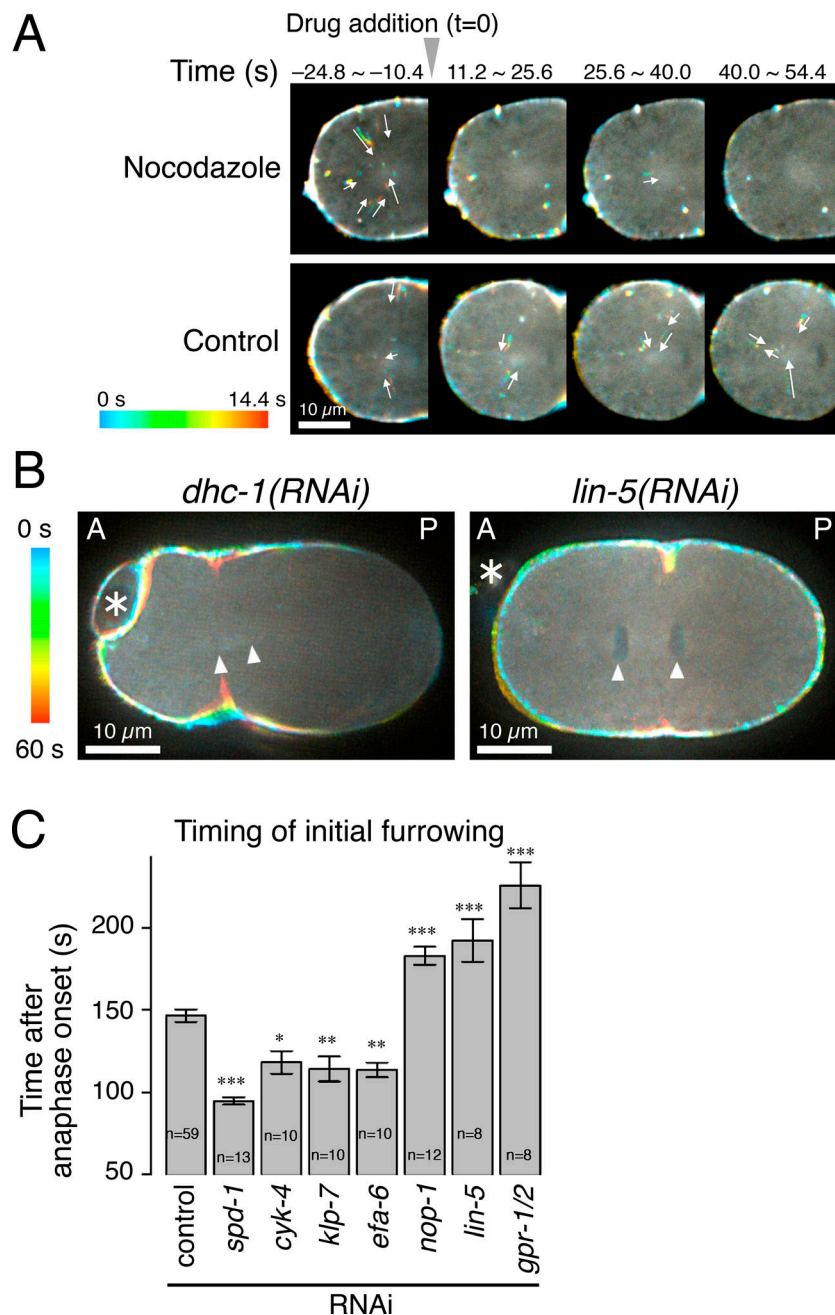 A
Drug addition (t=0)
Time (s) −24.8 ~ −10.4 11.2 ~ 25.6 25.6 ~ 40.0 40.0 ~ 54.4
Nocodazole
Control
0 s 14.4 s
10 µm
B
dhc-1(RNAi) lin-5(RNAi)
0 s
60 s
A P
*
10 µm
A P
*
10 µm
C
Timing of initial furrowing
Time after
anaphase onset (s)
200
150
100
50
*** * ** ** *** *** ***
n=59 n=13 n=10 n=10 n=10 n=12 n=8 n=8
control spd-1 cyk-4 klp-7 efa-6 nop-1 lin-5 gpr-1/2
RNAi